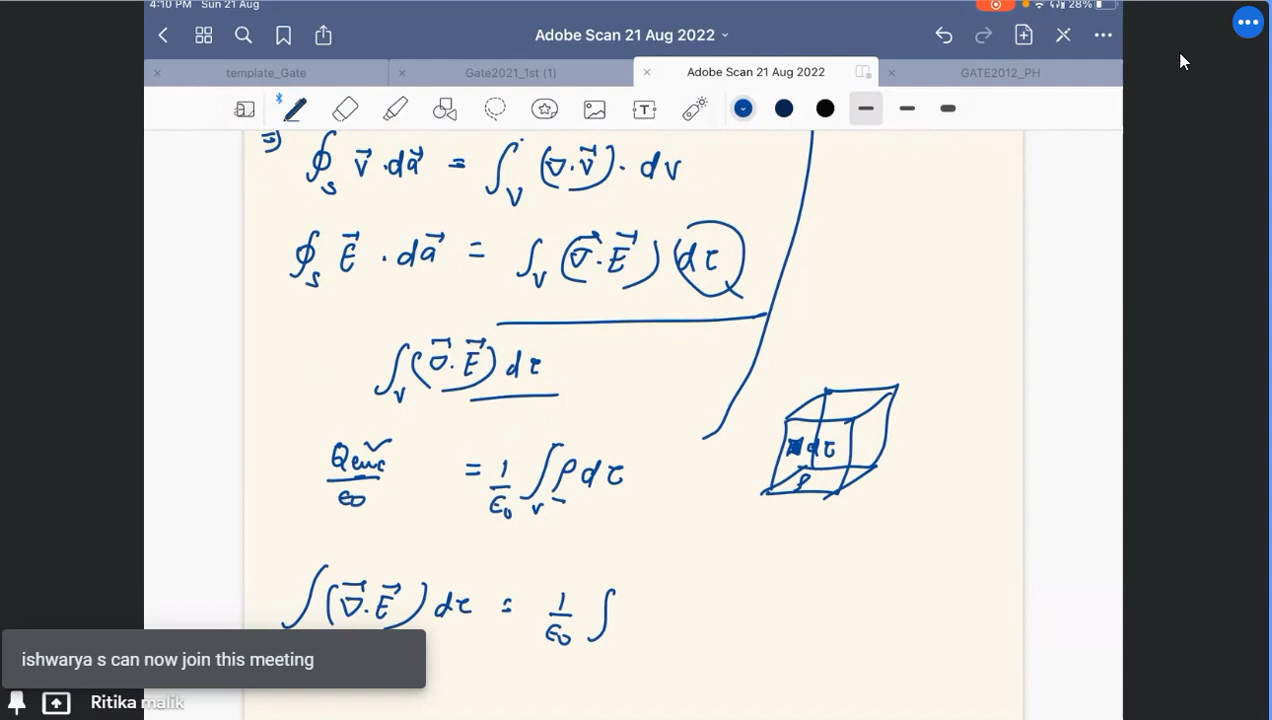 4:10 PM Sun 21 Aug
28%
Adobe Scan 21 Aug 2022
template_Gate
Gate2021_1st (1)
Adobe Scan 21 Aug 2022
GATE2012_PH
T
⇒) ∮_S V⃗ · da⃗ = ∫_V (∇·V⃗) · dv
∮_S E⃗ · da⃗ = ∫_V (∇⃗·E⃗) (dτ)
∫_V (∇⃗·E⃗) dτ
Qenc/ε0 = 1/ε0 ∫_v ρ dτ
dτ
ρ
∫(∇⃗·E⃗) dτ = 1/ε0 ∫
ishwarya s can now join this meeting
Ritika malik